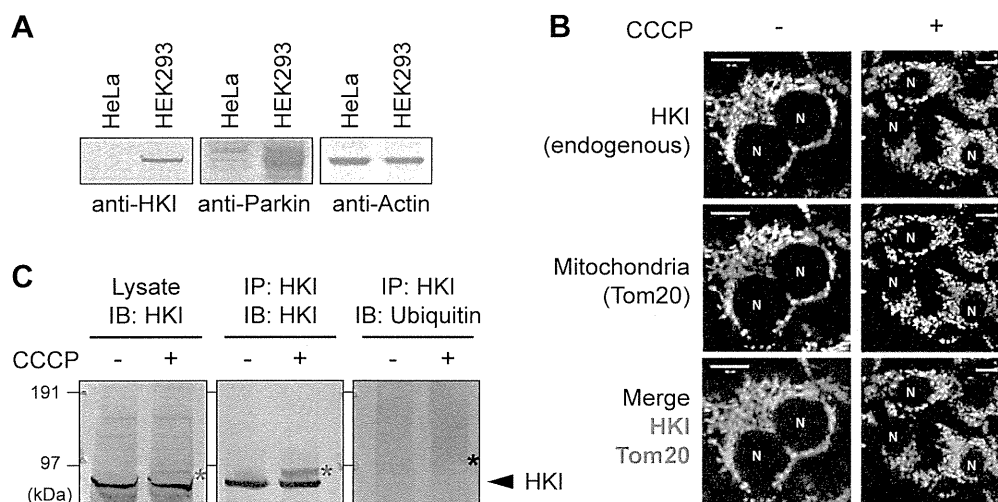 A
HeLa
HEK293
HeLa
HEK293
HeLa
HEK293
anti-HKI
anti-Parkin
anti-Actin
B
CCCP
-
+
HKI
(endogenous)
N
N
N
N
N
Mitochondria
(Tom20)
N
N
N
N
N
Merge
HKI
Tom20
N
N
N
N
N
C
Lysate
IB: HKI
IP: HKI
IB: HKI
IP: HKI
IB: Ubiquitin
CCCP
- + - + - +
191
97
(kDa)
*
*
*
HKI